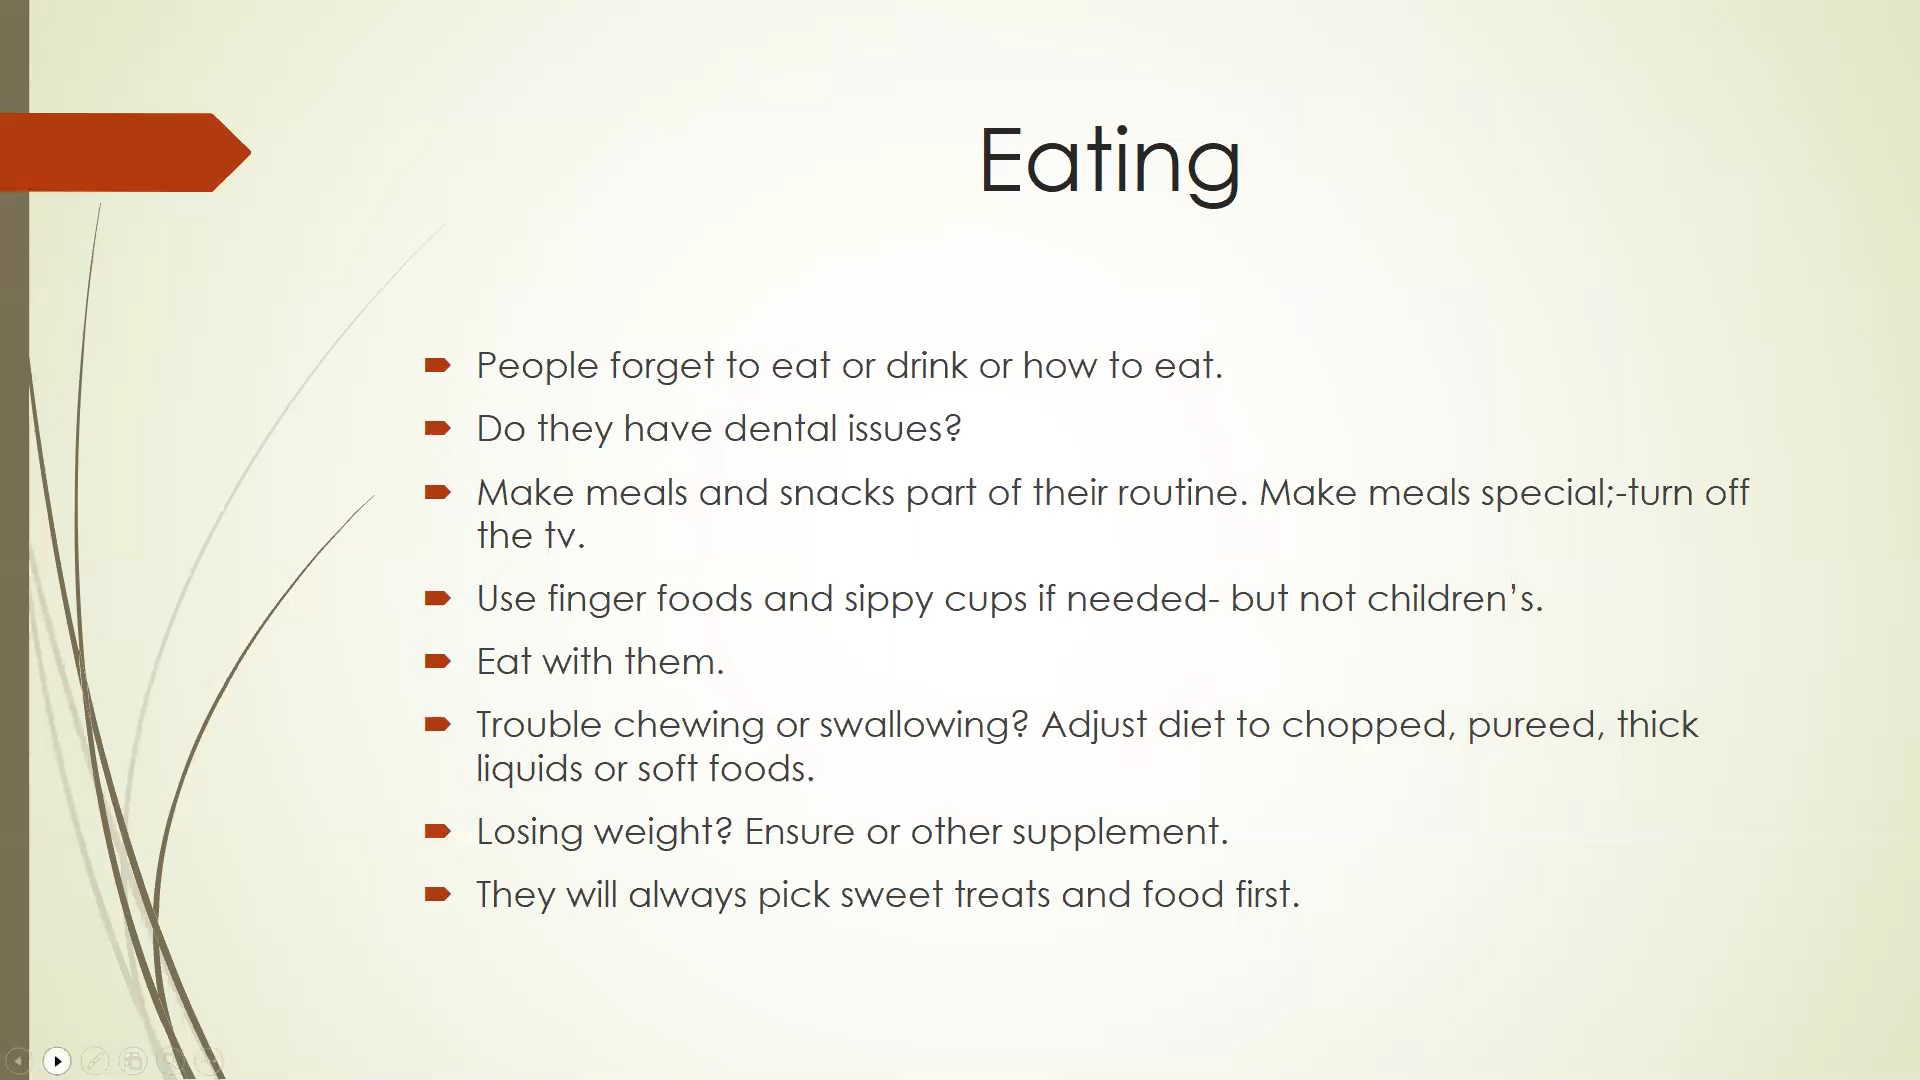 Eating
People forget to eat or drink or how to eat.
Do they have dental issues?
Make meals and snacks part of their routine. Make meals special;-turn off
the tv.
Use finger foods and sippy cups if needed- but not children’s.
Eat with them.
Trouble chewing or swallowing? Adjust diet to chopped, pureed, thick
liquids or soft foods.
Losing weight? Ensure or other supplement.
They will always pick sweet treats and food first.